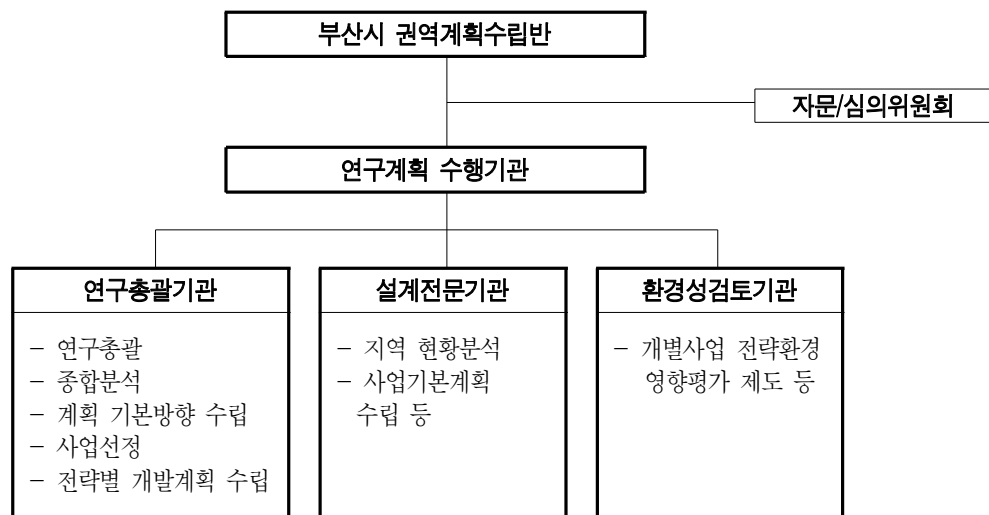 부산시 권역계획수립반
자문/심의위원회
연구계획 수행기관
연구총괄기관
– 연구총괄
– 종합분석
– 계획 기본방향 수립
– 사업선정
– 전략별 개발계획 수립
설계전문기관
– 지역 현황분석
– 사업기본계획
수립 등
환경성검토기관
– 개별사업 전략환경
영향평가 제도 등